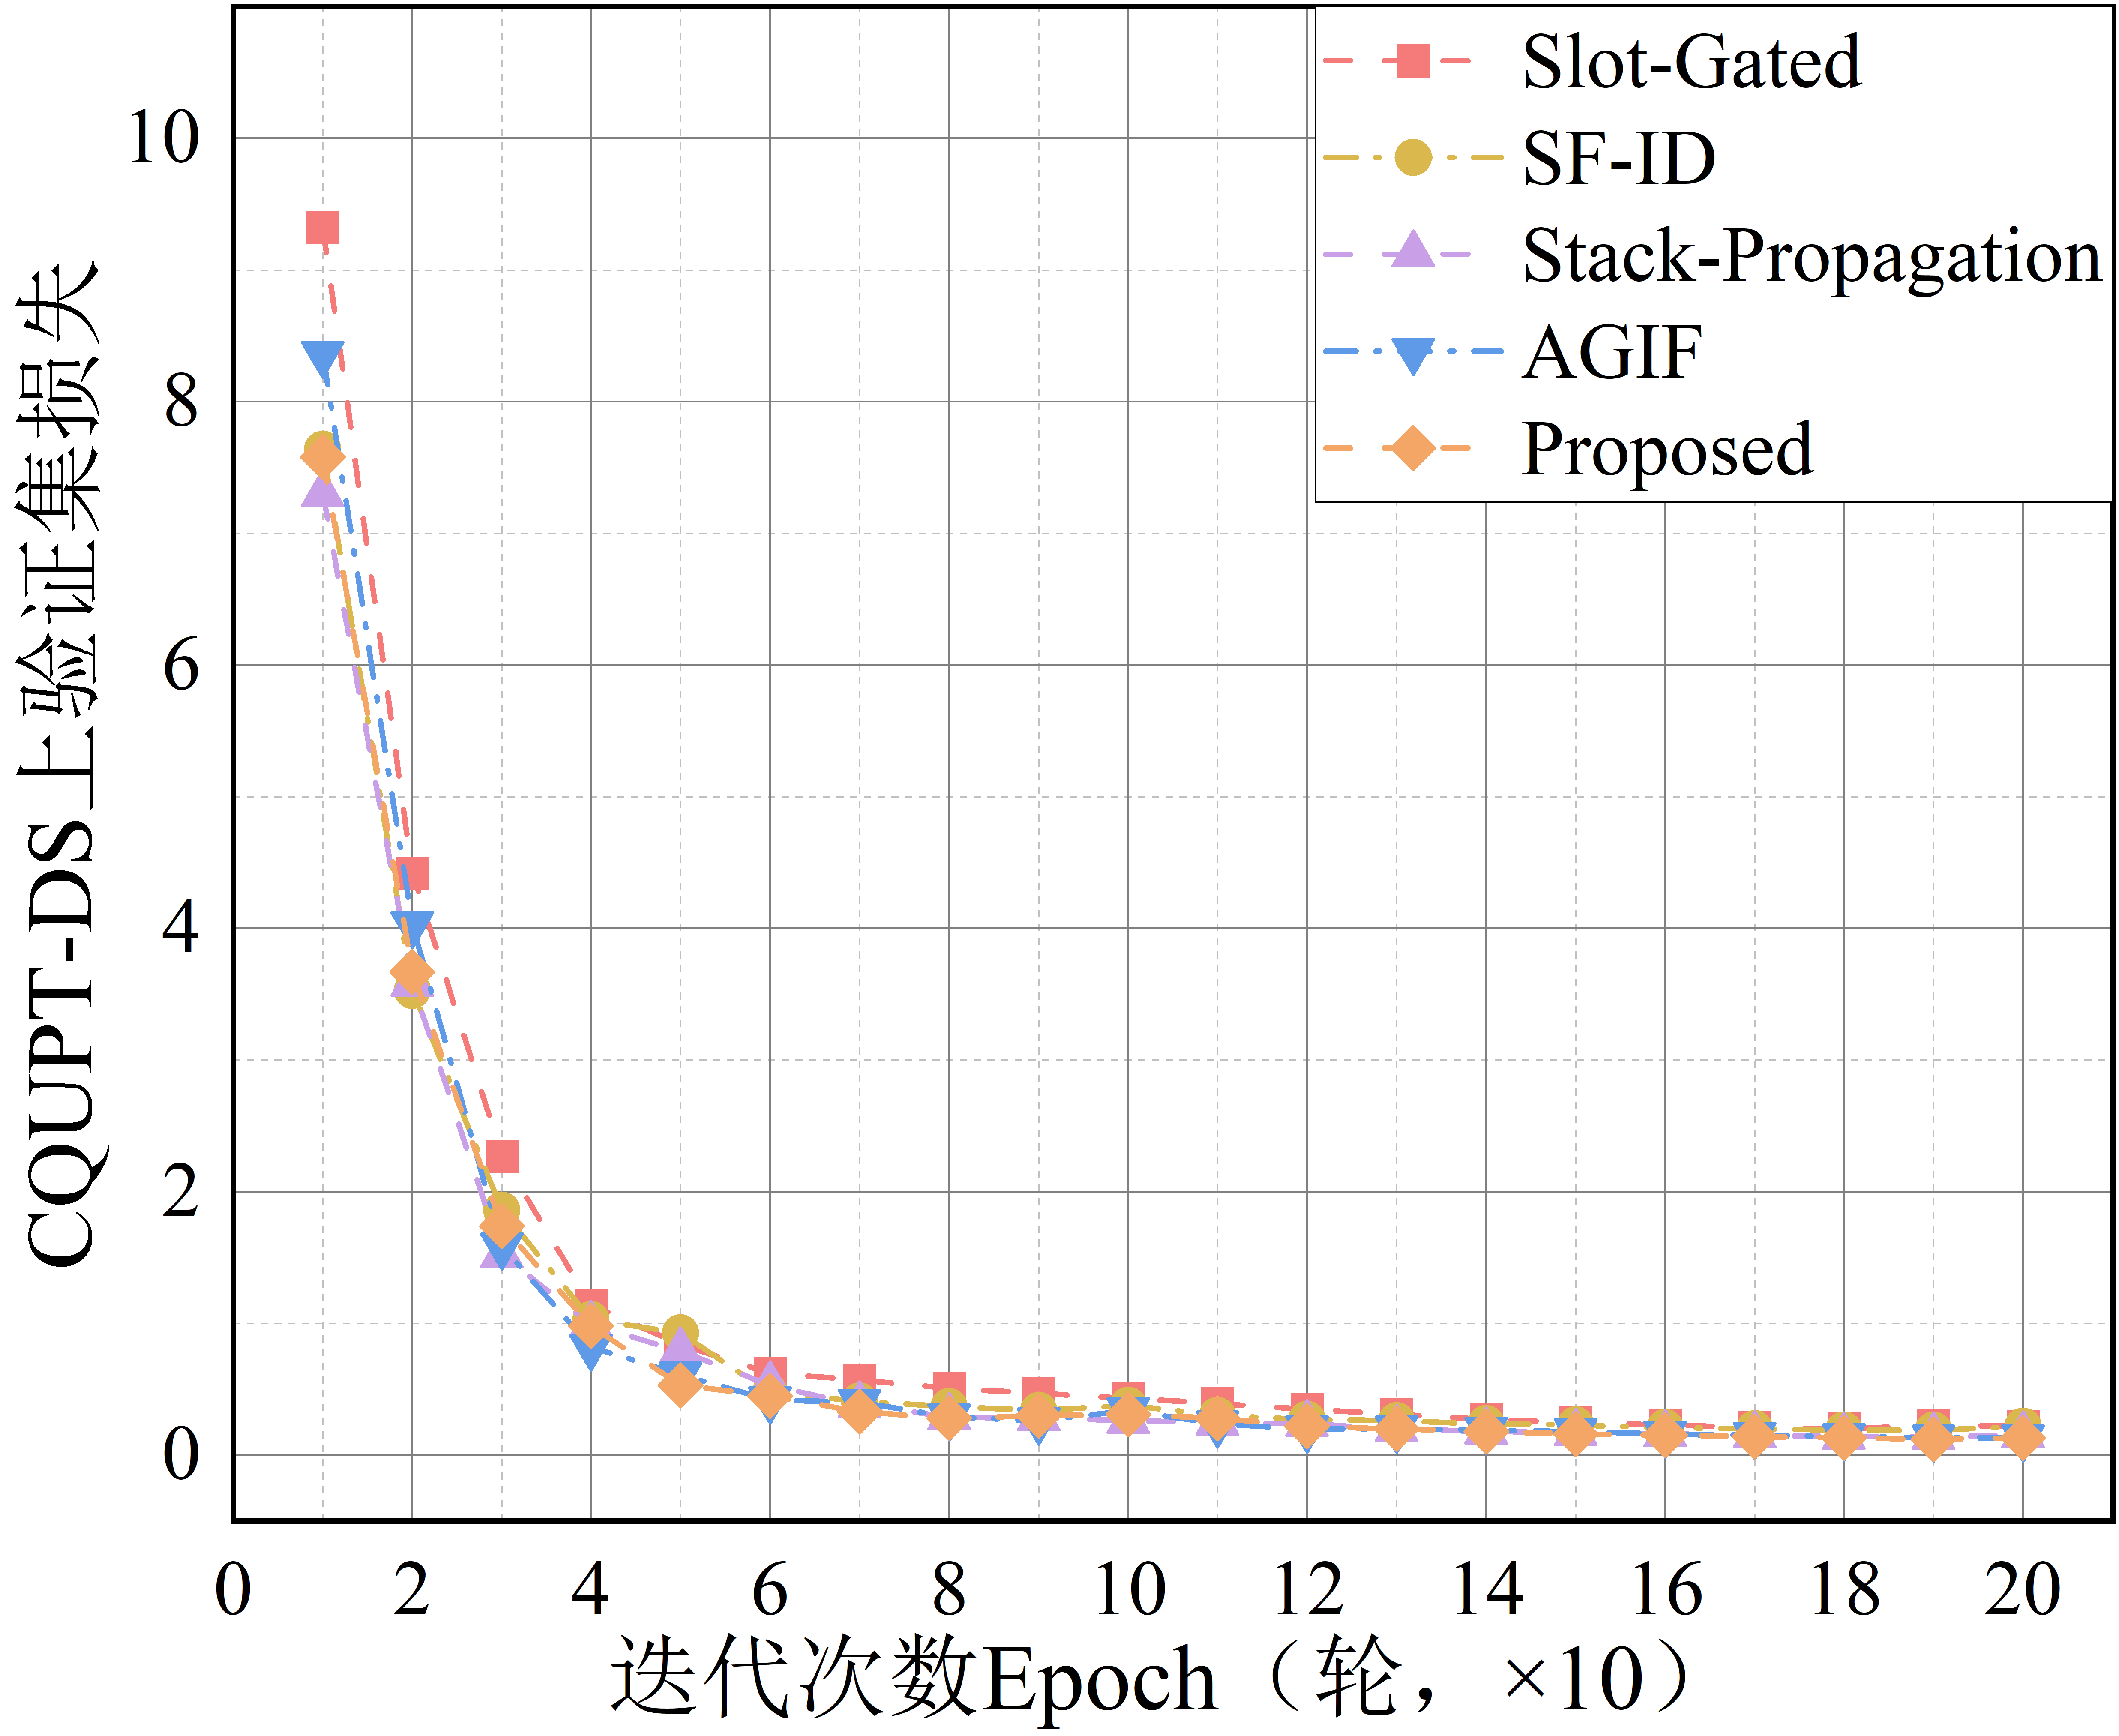 CQUPT-DS上验证集损失
10
8
6
4
2
0
0 2 4 6 8 10 12 14 16 18 20
迭代次数Epoch（轮，×10）
Slot-Gated
SF-ID
Stack-Propagation
AGIF
Proposed